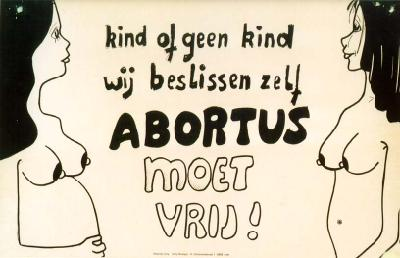 kind of geen kind
wij beslissen zelf
ABORTUS
MOET
VRIJ!